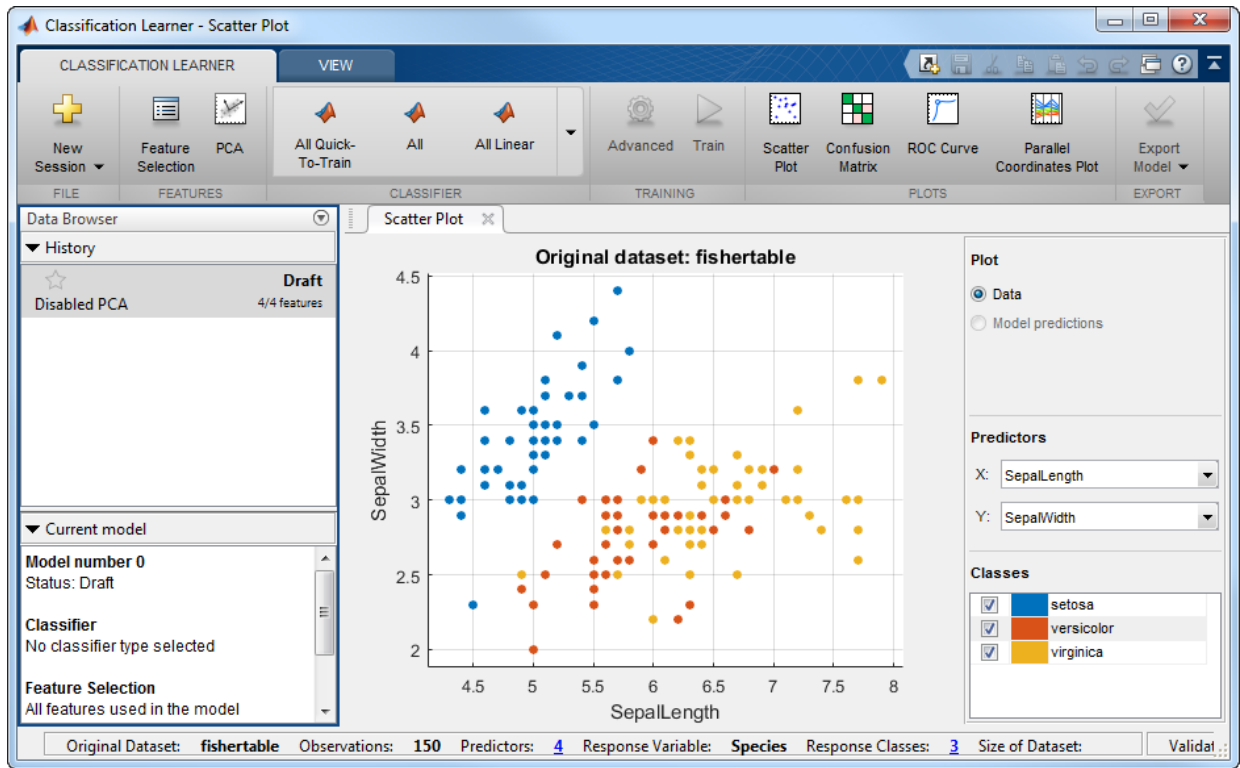 Classification Learner - Scatter Plot
CLASSIFICATION LEARNER VIEW
New Session
Feature Selection
PCA
All Quick-To-Train
All
All Linear
Advanced
Train
Scatter Plot
Confusion Matrix
ROC Curve
Parallel Coordinates Plot
Export Model
FILE FEATURES CLASSIFIER TRAINING PLOTS EXPORT
Data Browser
History
Draft
Disabled PCA 4/4 features
Current model
Model number 0
Status: Draft
Classifier
No classifier type selected
Feature Selection
All features used in the model
Scatter Plot
Original dataset: fishertable
4.5
4
3.5
3
2.5
2
SepalWidth
4.5 5 5.5 6 6.5 7 7.5 8
SepalLength
Plot
Data
Model predictions
Predictors
X: SepalLength
Y: SepalWidth
Classes
setosa
versicolor
virginica
Original Dataset: fishertable Observations: 150 Predictors: 4 Response Variable: Species Response Classes: 3 Size of Dataset: Validat